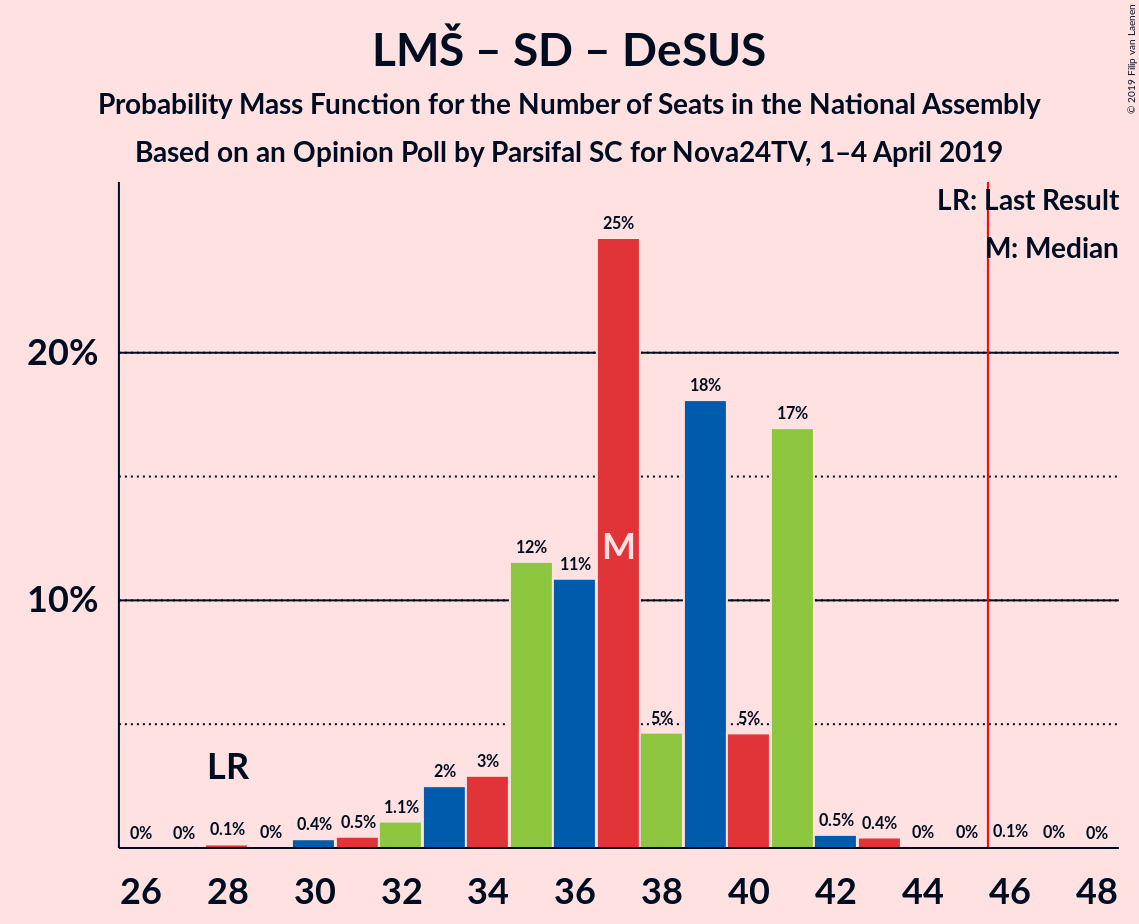 LMŠ – SD – DeSUS
Probability Mass Function for the Number of Seats in the National Assembly
Based on an Opinion Poll by Parsifal SC for Nova24TV, 1–4 April 2019
© 2019 Filip van Laenen
LR: Last Result
M: Median
25%
20%
18%
17%
M
12%
11%
10%
5%
5%
LR
3%
2%
1.1%
0% 0% 0.1% 0% 0.4% 0.5% 0.5% 0.4% 0% 0% 0.1% 0% 0%
26 28 30 32 34 36 38 40 42 44 46 48